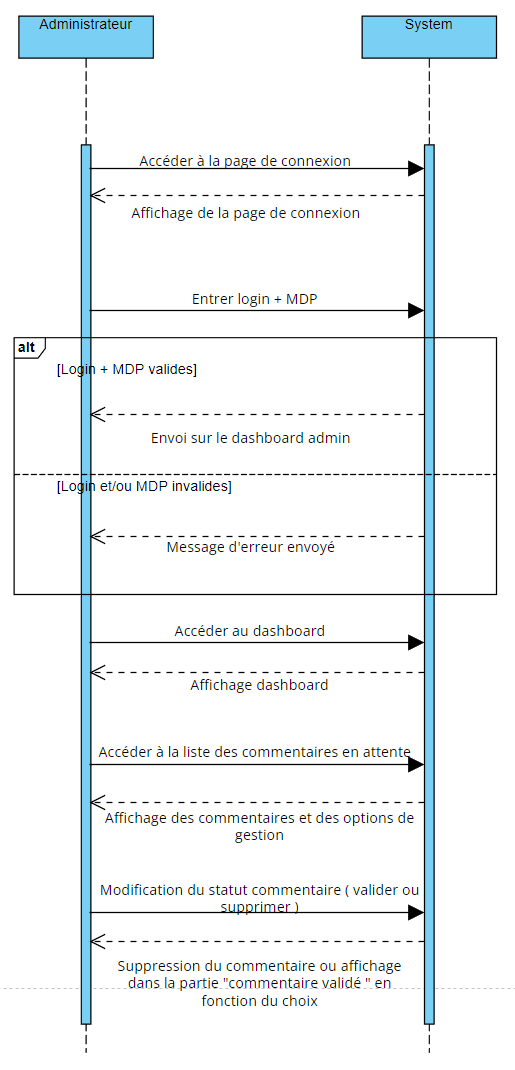 Administrateur
System
Accéder à la page de connexion
Affichage de la page de connexion
Entrer login + MDP
alt
[Login + MDP valides]
Envoi sur le dashboard admin
[Login et/ou MDP invalides]
Message d'erreur envoyé
Accéder au dashboard
Affichage dashboard
Accéder à la liste des commentaires en attente
Affichage des commentaires et des options de
gestion
Modification du statut commentaire ( valider ou
supprimer )
Suppression du commentaire ou affichage
dans la partie "commentaire validé " en
fonction du choix